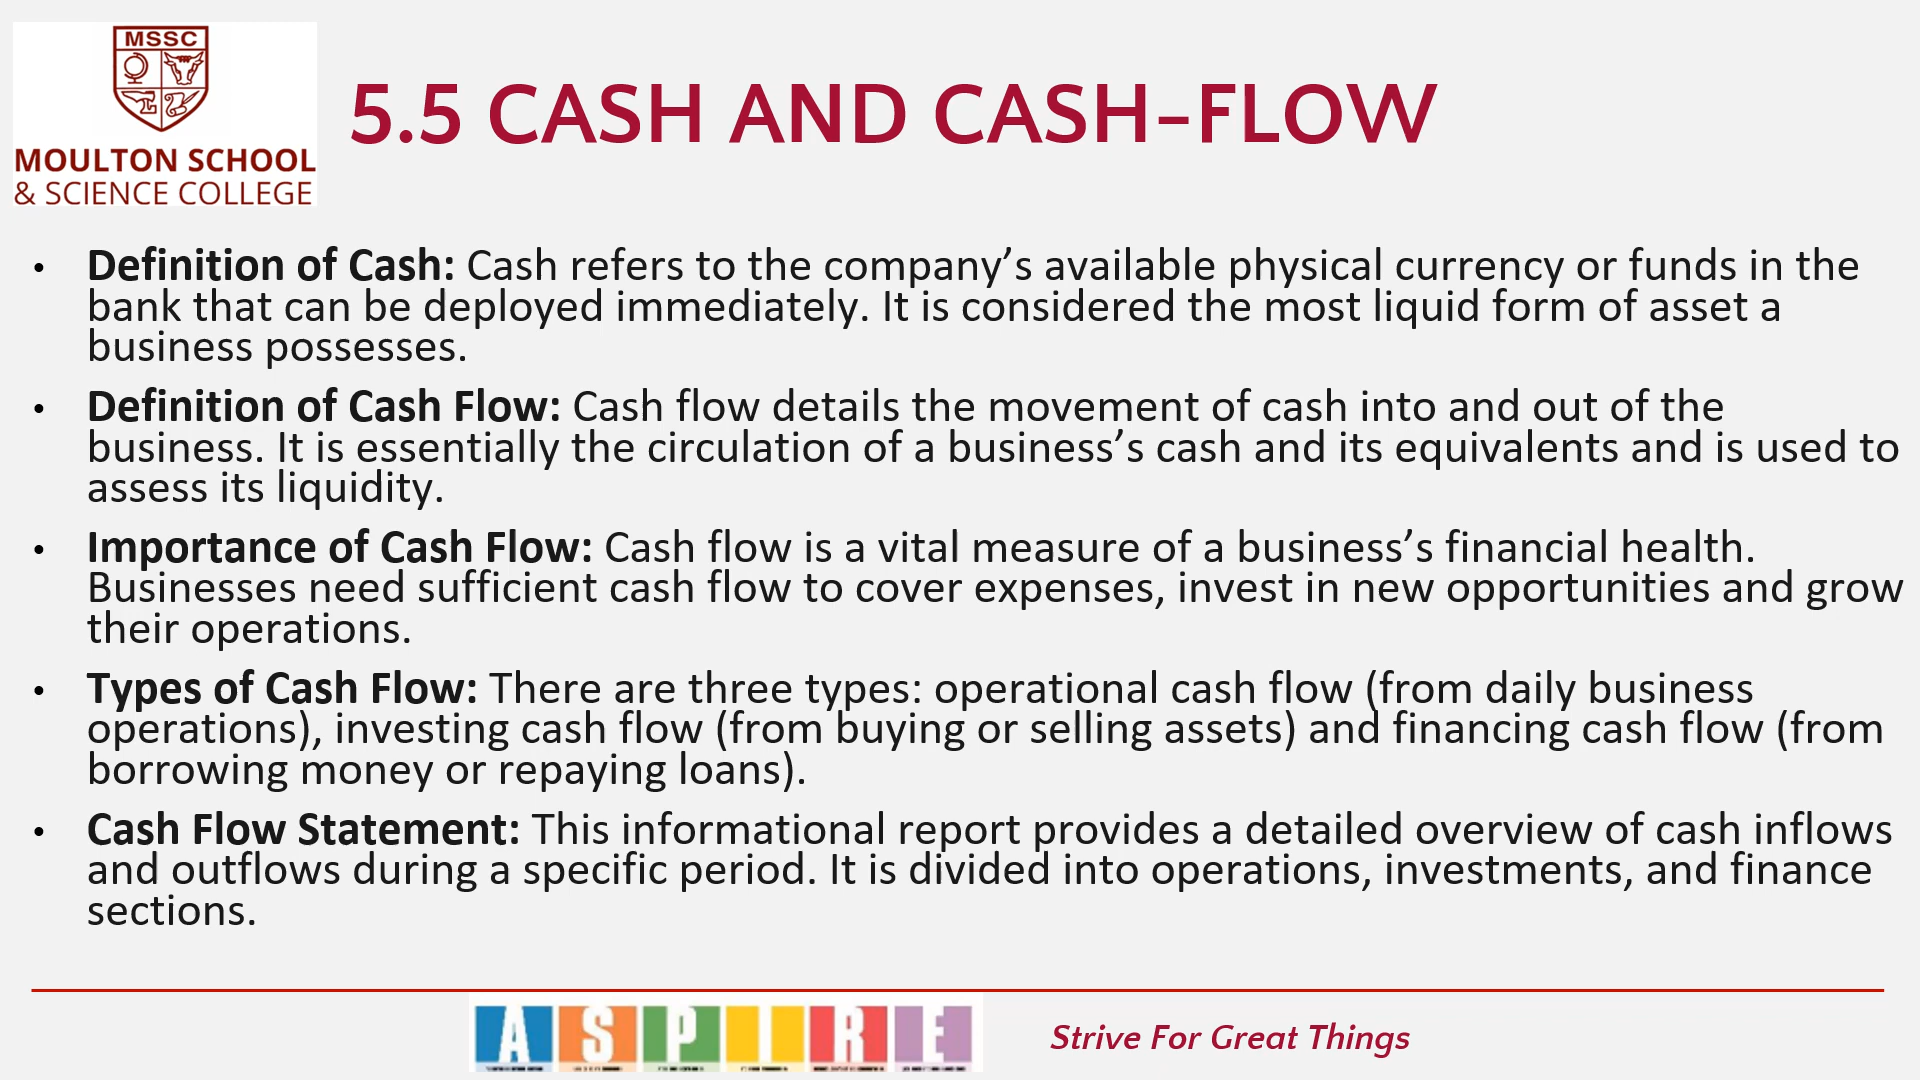 MSSC
MOULTON SCHOOL
& SCIENCE COLLEGE
5.5 CASH AND CASH-FLOW
• Definition of Cash: Cash refers to the company’s available physical currency or funds in the
bank that can be deployed immediately. It is considered the most liquid form of asset a
business possesses.
• Definition of Cash Flow: Cash flow details the movement of cash into and out of the
business. It is essentially the circulation of a business’s cash and its equivalents and is used to
assess its liquidity.
• Importance of Cash Flow: Cash flow is a vital measure of a business’s financial health.
Businesses need sufficient cash flow to cover expenses, invest in new opportunities and grow
their operations.
• Types of Cash Flow: There are three types: operational cash flow (from daily business
operations), investing cash flow (from buying or selling assets) and financing cash flow (from
borrowing money or repaying loans).
• Cash Flow Statement: This informational report provides a detailed overview of cash inflows
and outflows during a specific period. It is divided into operations, investments, and finance
sections.
ASPIRE
Strive For Great Things